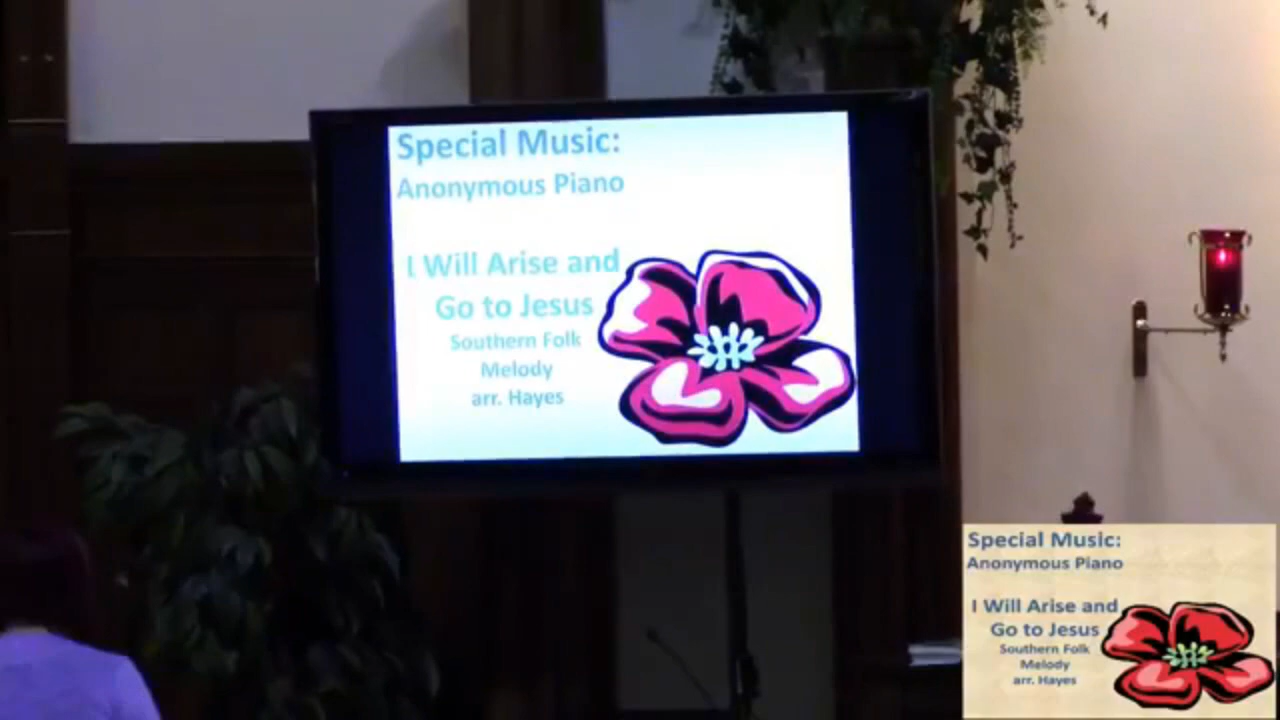 Special Music:
Anonymous Piano
I Will Arise and
Go to Jesus
Southern Folk
Melody
arr. Hayes
Special Music:
Anonymous Piano
I Will Arise and
Go to Jesus
Southern Folk
Melody
arr. Hayes